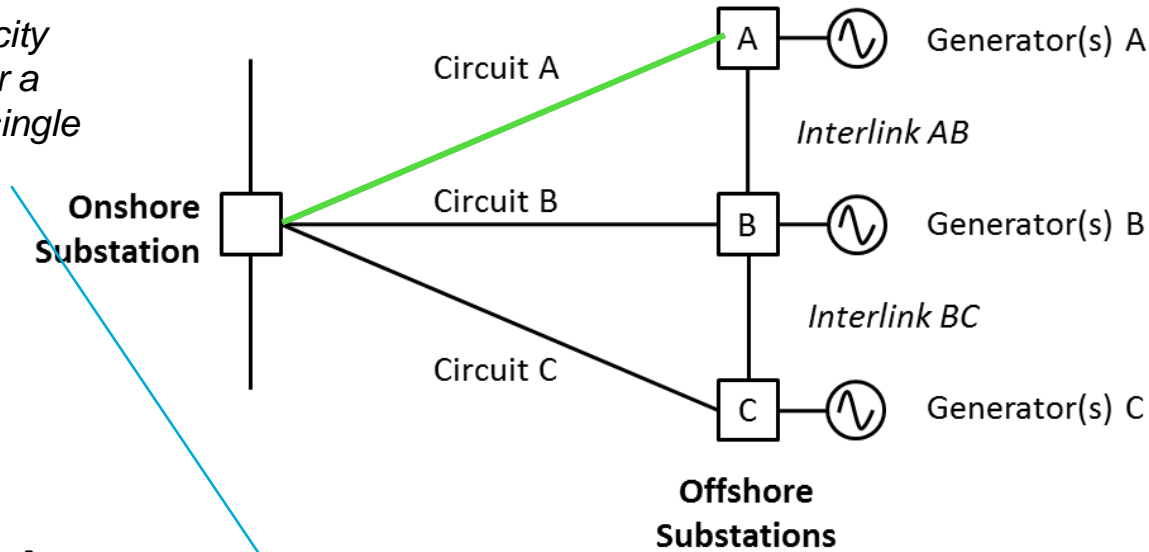 city
r a
single
Circuit A
A
Generator(s) A
Interlink AB
Onshore
Substation
Circuit B
B
Generator(s) B
Interlink BC
Circuit C
C
Generator(s) C
Offshore
Substations